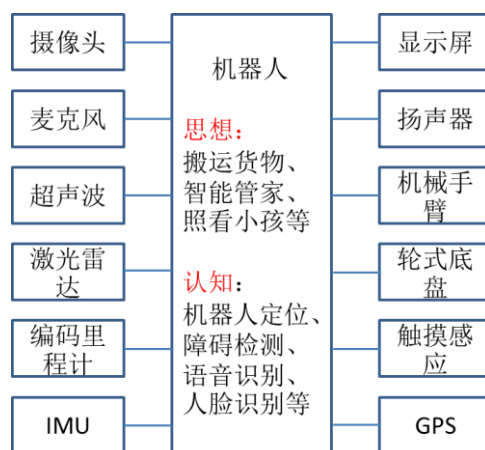 摄像头
麦克风
超声波
激光雷
达
编码里
程计
IMU
机器人
思想：
搬运货物、
智能管家、
照看小孩等
认知：
机器人定位、
障碍检测、
语音识别、
人脸识别等
显示屏
扬声器
机械手
臂
轮式底
盘
触摸感
应
GPS